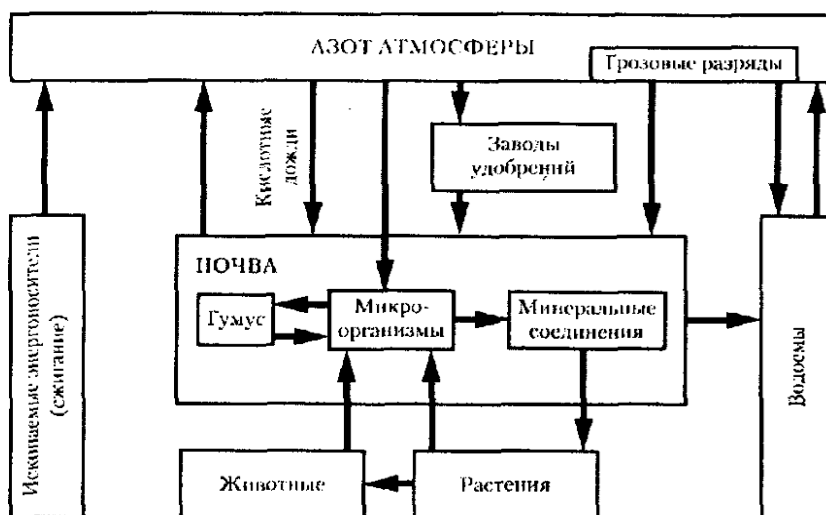 АЗОТ АТМОСФЕРЫ
Грозовые разряды
Кислотные
дожди
Заводы
удобрений
ПОЧВА
Гумус
Микро-
организмы
Минеральные
соединения
Ископаемые энергоносители
(сжигание)
Водоемы
Животные
Растения